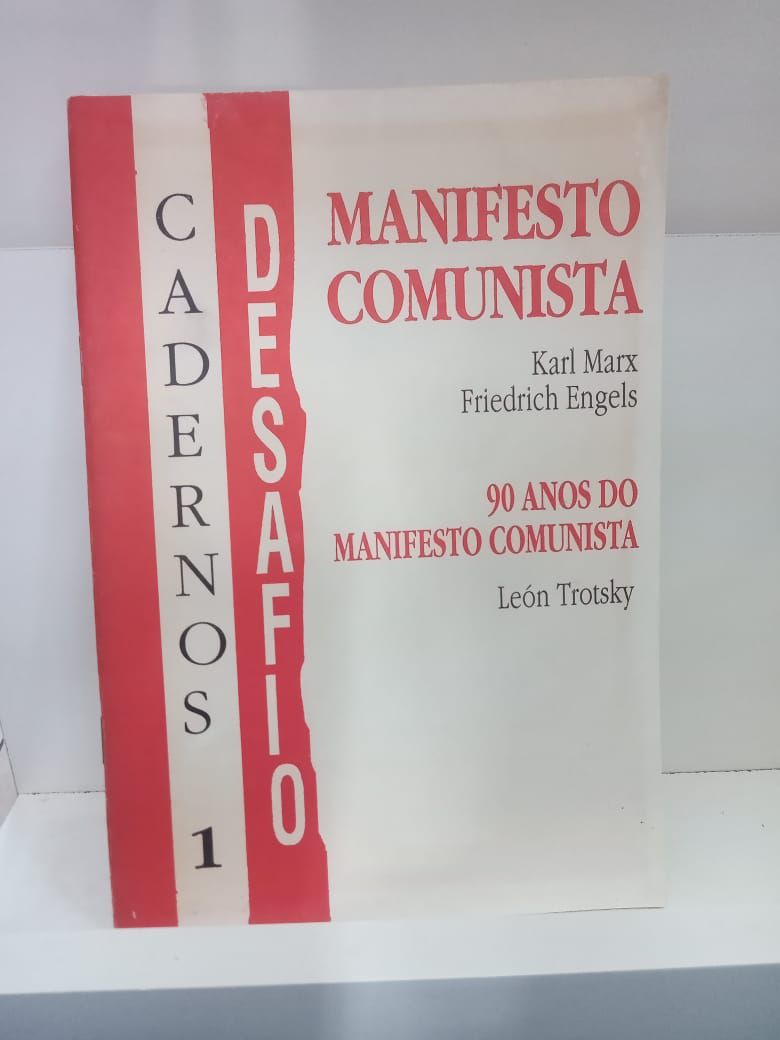 CADERNOS 1
DESAFIO
MANIFESTO
COMUNISTA
Karl Marx
Friedrich Engels
90 ANOS DO
MANIFESTO COMUNISTA
León Trotsky